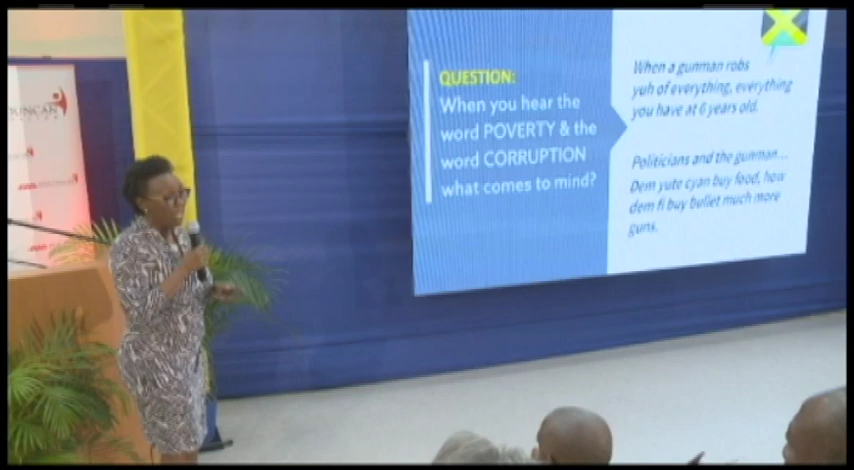 DUNCAN
QUESTION:
When you hear the
word POVERTY & the
word CORRUPTION
what comes to mind?
When a gunman robs
yuh of everything, everything
you have at 6 years old.
Politicians and the gunman...
Dem yute cyan buy food, how
dem fi buy bullet much more
guns.